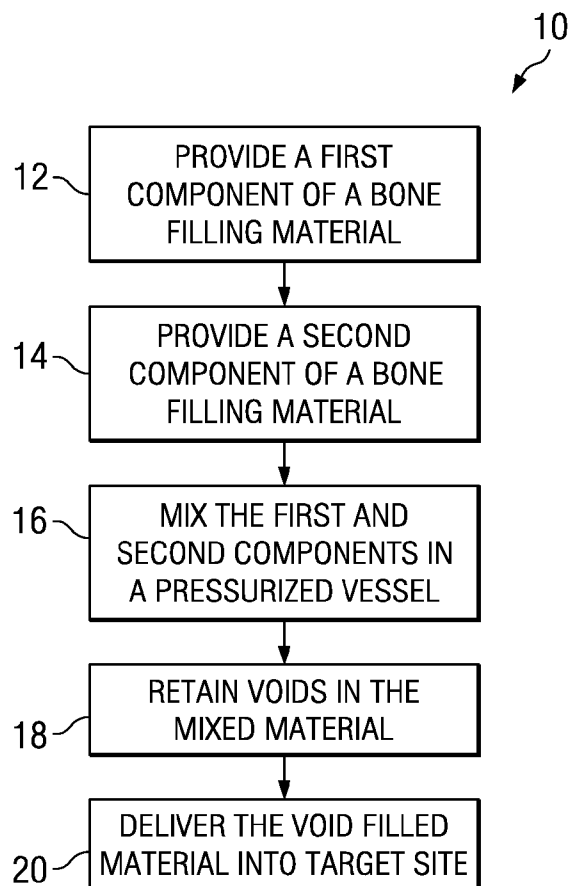 10
12
PROVIDE A FIRST
COMPONENT OF A BONE
FILLING MATERIAL
14
PROVIDE A SECOND
COMPONENT OF A BONE
FILLING MATERIAL
16
MIX THE FIRST AND
SECOND COMPONENTS IN
A PRESSURIZED VESSEL
18
RETAIN VOIDS IN THE
MIXED MATERIAL
20
DELIVER THE VOID FILLED
MATERIAL INTO TARGET SITE